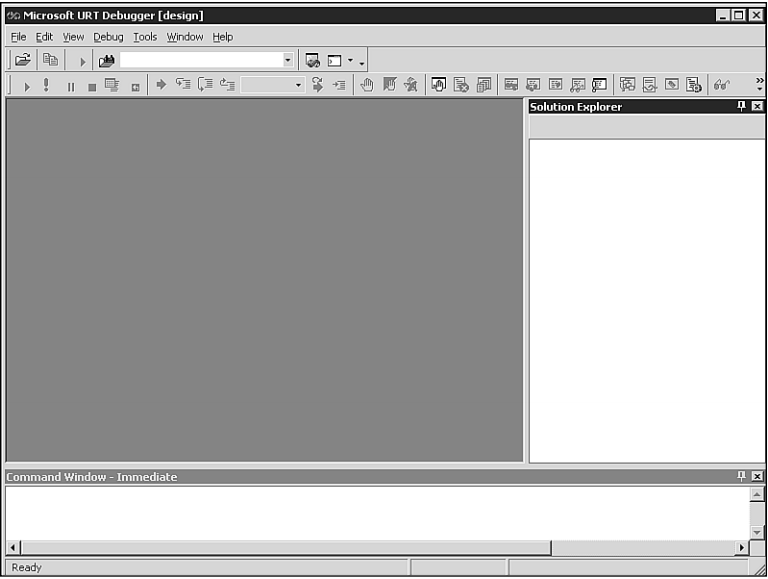 Microsoft URT Debugger [design]
File Edit View Debug Tools Window Help
Solution Explorer
Command Window - Immediate
Ready